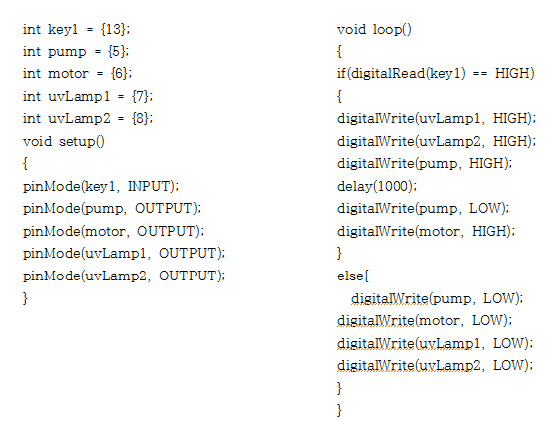 int key1 = {13};
int pump = {5};
int motor = {6};
int uvLamp1 = {7};
int uvLamp2 = {8};
void setup()
{
pinMode(key1, INPUT);
pinMode(pump, OUTPUT);
pinMode(motor, OUTPUT);
pinMode(uvLamp1, OUTPUT);
pinMode(uvLamp2, OUTPUT);
}
void loop()
{
if(digitalRead(key1) == HIGH)
{
digitalWrite(uvLamp1, HIGH);
digitalWrite(uvLamp2, HIGH);
digitalWrite(pump, HIGH);
delay(1000);
digitalWrite(pump, LOW);
digitalWrite(motor, HIGH);
}
else{
digitalWrite(pump, LOW);
digitalWrite(motor, LOW);
digitalWrite(uvLamp1, LOW);
digitalWrite(uvLamp2, LOW);
}
}